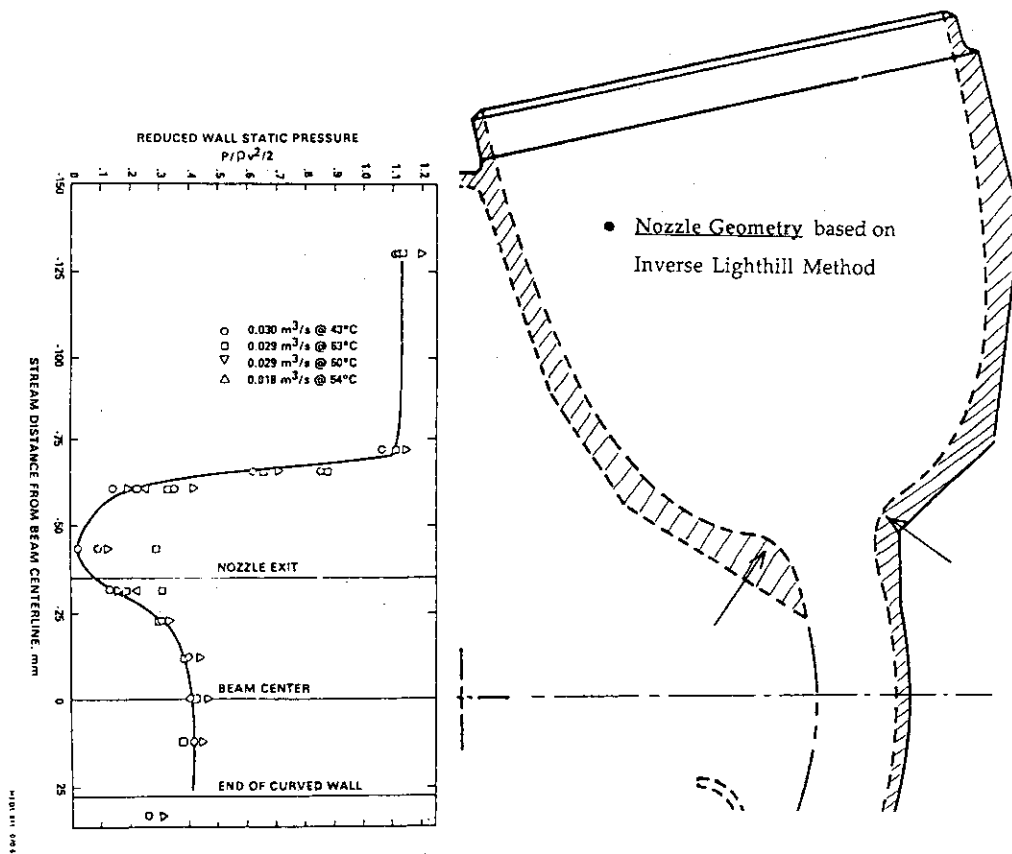 REDUCED WALL STATIC PRESSURE
P/ρv²/2
0 .1 .2 .3 .4 .5 .6 .7 .8 .9 1.0 1.1 1.2
-150
-125
-100
-75
-50
-25
0
25
STREAM DISTANCE FROM BEAM CENTERLINE, mm
○ 0.030 m³/s @ 43°C
□ 0.029 m³/s @ 63°C
▽ 0.029 m³/s @ 60°C
△ 0.018 m³/s @ 54°C
NOZZLE EXIT
BEAM CENTER
END OF CURVED WALL
• Nozzle Geometry based on
Inverse Lighthill Method